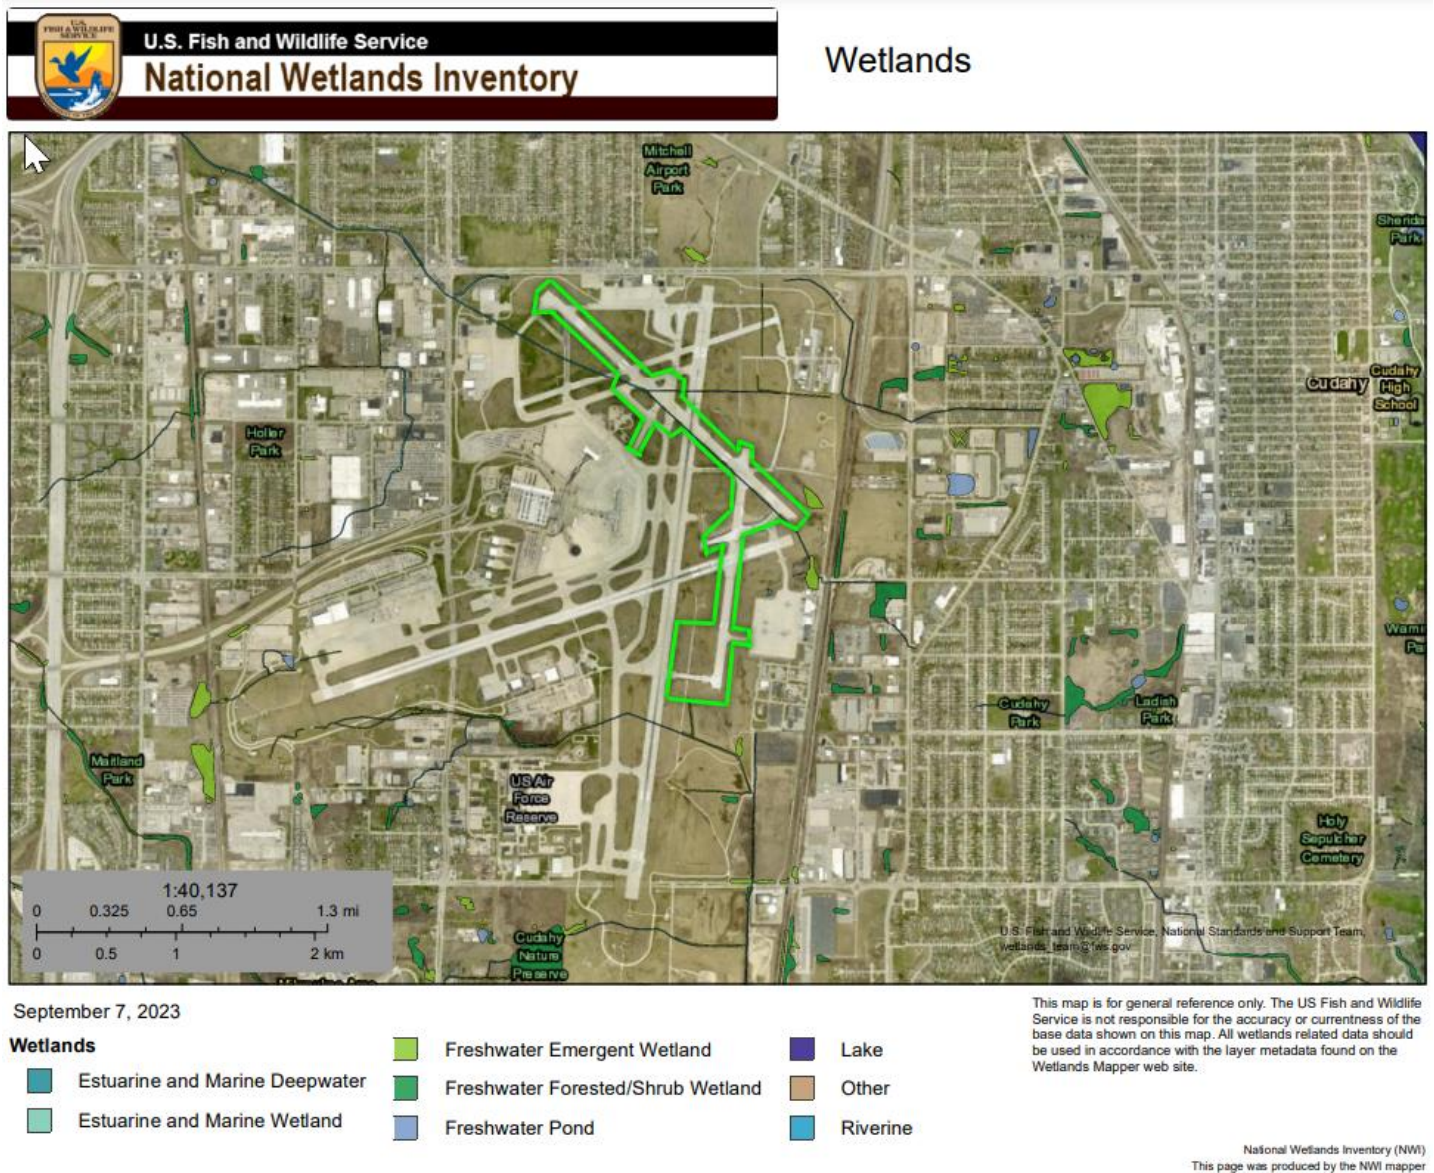 U.S.
FISH & WILDLIFE
SERVICE
U.S. Fish and Wildlife Service
National Wetlands Inventory
Wetlands
Mitchell
Airport
Park
Sherida
Park
Cudahy
Cudahy
High
School
Holler
Park
Warni
Pa
Cudahy
Park
Ladish
Park
Maitland
Park
US Air
Force
Reserve
Holy
Sepulcher
Cemetery
Cudahy
Nature
Preserve
1:40,137
0 0.325 0.65 1.3 mi
0 0.5 1 2 km
U.S. Fish and Wildlife Service, National Standards and Support Team,
wetlands_team@fws.gov
September 7, 2023
Wetlands
Estuarine and Marine Deepwater
Estuarine and Marine Wetland
Freshwater Emergent Wetland
Freshwater Forested/Shrub Wetland
Freshwater Pond
Lake
Other
Riverine
This map is for general reference only. The US Fish and Wildlife
Service is not responsible for the accuracy or currentness of the
base data shown on this map. All wetlands related data should
be used in accordance with the layer metadata found on the
Wetlands Mapper web site.
National Wetlands Inventory (NWI)
This page was produced by the NWI mapper